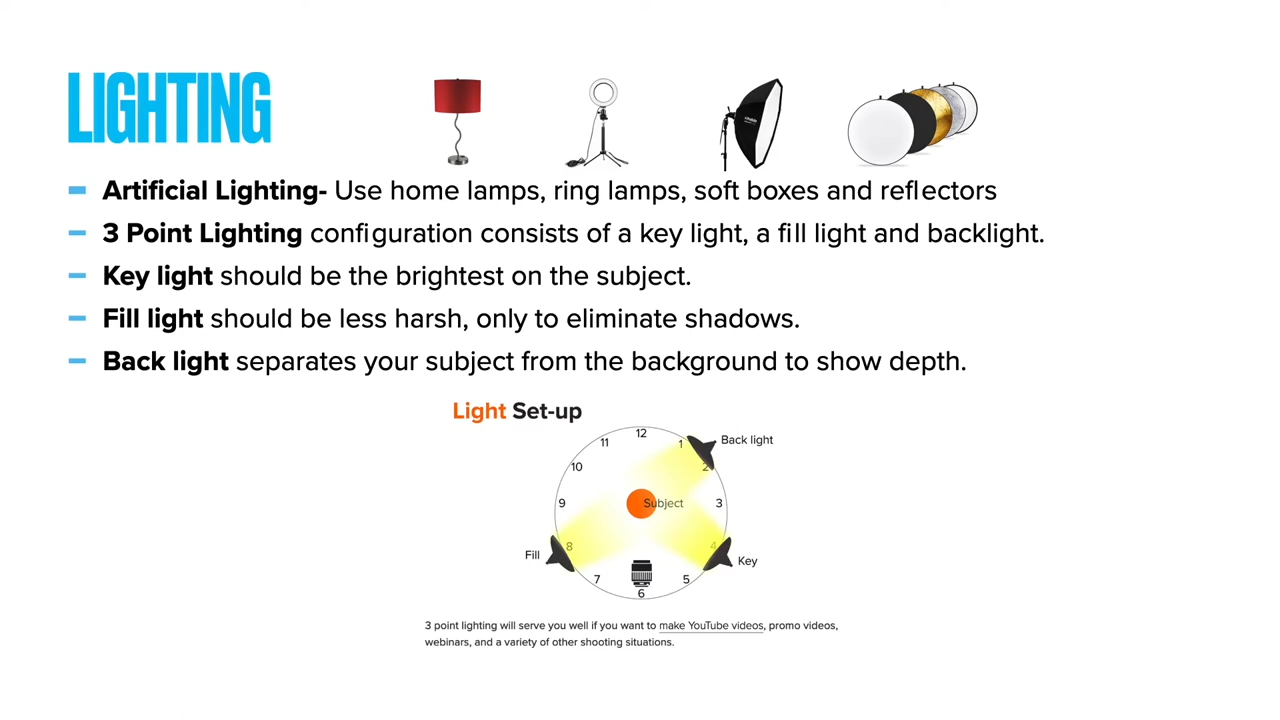 LIGHTING
Artificial Lighting- Use home lamps, ring lamps, soft boxes and reflectors
3 Point Lighting configuration consists of a key light, a fill light and backlight.
Key light should be the brightest on the subject.
Fill light should be less harsh, only to eliminate shadows.
Back light separates your subject from the background to show depth.
Light Set-up
12
11
1
Back light
10
2
9
Subject
3
Fill
8
4
Key
7
5
6
3 point lighting will serve you well if you want to make YouTube videos, promo videos,
webinars, and a variety of other shooting situations.